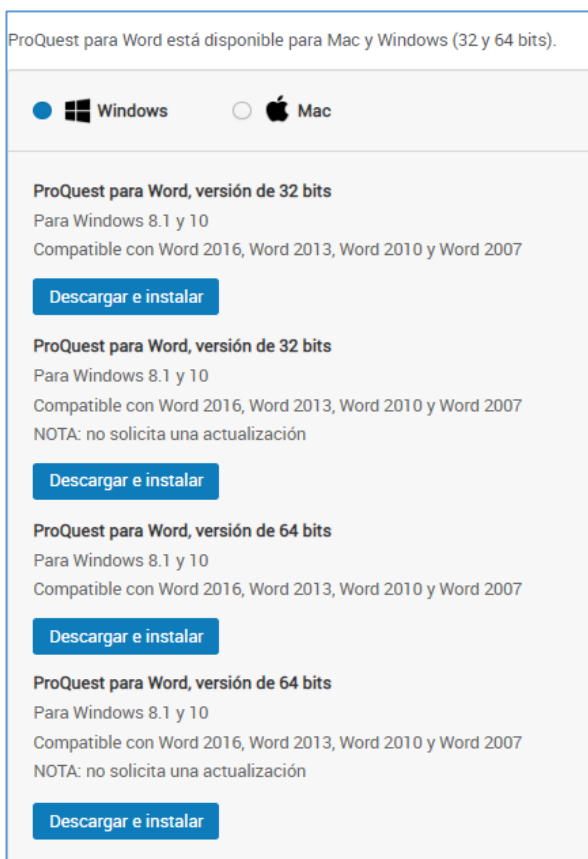 ProQuest para Word está disponible para Mac y Windows (32 y 64 bits).
Windows Mac
ProQuest para Word, versión de 32 bits
Para Windows 8.1 y 10
Compatible con Word 2016, Word 2013, Word 2010 y Word 2007
Descargar e instalar
ProQuest para Word, versión de 32 bits
Para Windows 8.1 y 10
Compatible con Word 2016, Word 2013, Word 2010 y Word 2007
NOTA: no solicita una actualización
Descargar e instalar
ProQuest para Word, versión de 64 bits
Para Windows 8.1 y 10
Compatible con Word 2016, Word 2013, Word 2010 y Word 2007
Descargar e instalar
ProQuest para Word, versión de 64 bits
Para Windows 8.1 y 10
Compatible con Word 2016, Word 2013, Word 2010 y Word 2007
NOTA: no solicita una actualización
Descargar e instalar